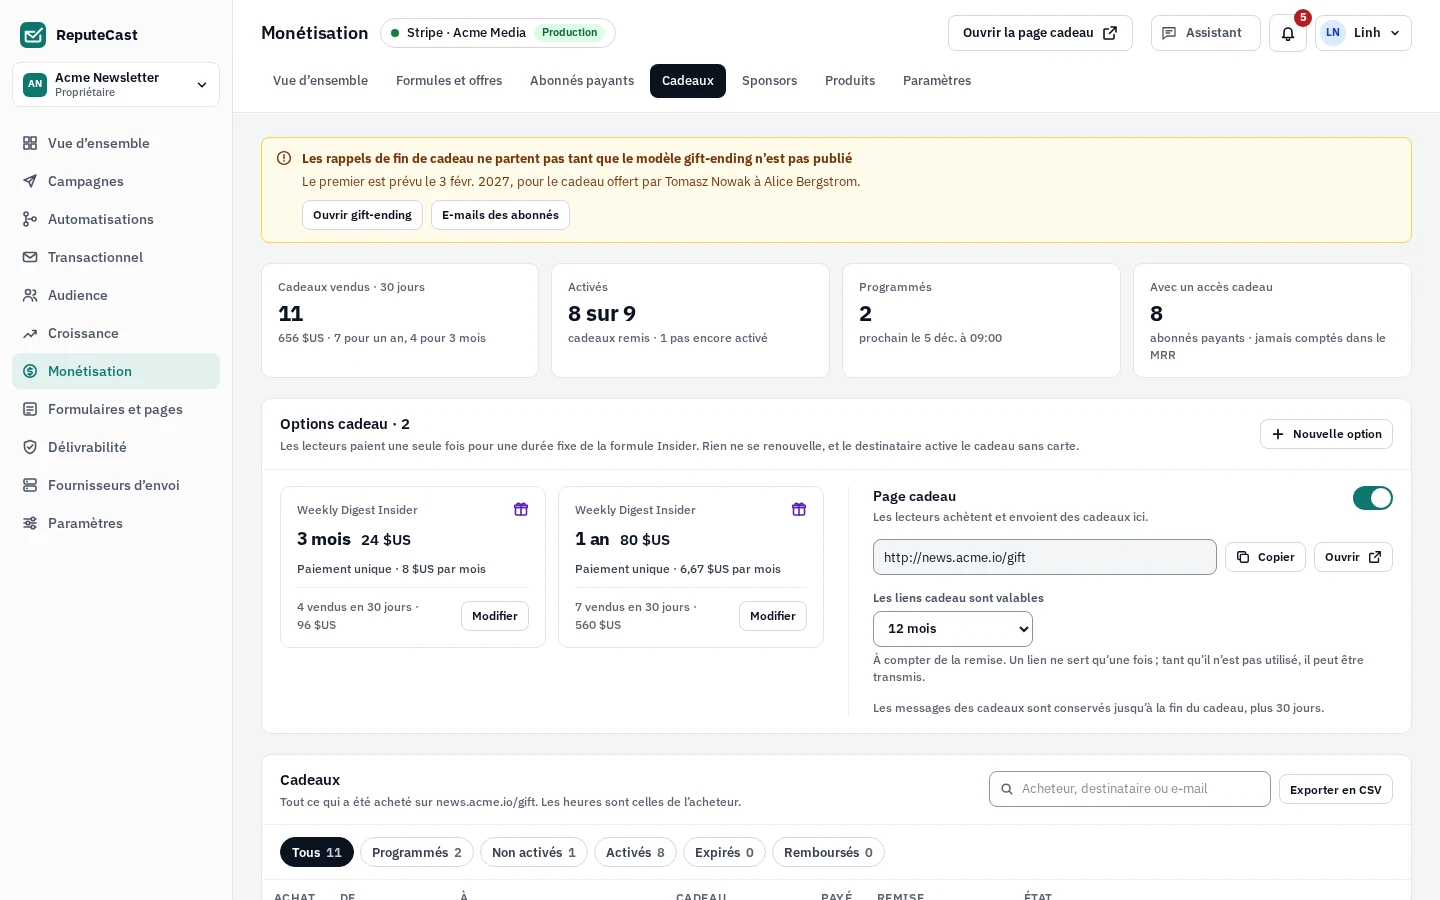 ReputeCast
AN
Acme Newsletter
Propriétaire
Vue d’ensemble
Campagnes
Automatisations
Transactionnel
Audience
Croissance
Monétisation
Formulaires et pages
Délivrabilité
Fournisseurs d’envoi
Paramètres
Monétisation
Stripe · Acme Media Production
Ouvrir la page cadeau
Assistant
5
LN Linh
Vue d’ensemble Formules et offres Abonnés payants Cadeaux Sponsors Produits Paramètres
Les rappels de fin de cadeau ne partent pas tant que le modèle gift-ending n’est pas publié
Le premier est prévu le 3 févr. 2027, pour le cadeau offert par Tomasz Nowak à Alice Bergstrom.
Ouvrir gift-ending E-mails des abonnés
Cadeaux vendus · 30 jours
11
656 $US · 7 pour un an, 4 pour 3 mois
Activés
8 sur 9
cadeaux remis · 1 pas encore activé
Programmés
2
prochain le 5 déc. à 09:00
Avec un accès cadeau
8
abonnés payants · jamais comptés dans le
MRR
Options cadeau · 2
Les lecteurs paient une seule fois pour une durée fixe de la formule Insider. Rien ne se renouvelle, et le destinataire active le cadeau sans carte.
Nouvelle option
Weekly Digest Insider
3 mois 24 $US
Paiement unique · 8 $US par mois
4 vendus en 30 jours ·
96 $US
Modifier
Weekly Digest Insider
1 an 80 $US
Paiement unique · 6,67 $US par mois
7 vendus en 30 jours ·
560 $US
Modifier
Page cadeau
Les lecteurs achètent et envoient des cadeaux ici.
http://news.acme.io/gift
Copier
Ouvrir
Les liens cadeau sont valables
12 mois
À compter de la remise. Un lien ne sert qu’une fois ; tant qu’il n’est pas utilisé, il peut être
transmis.
Les messages des cadeaux sont conservés jusqu’à la fin du cadeau, plus 30 jours.
Cadeaux
Tout ce qui a été acheté sur news.acme.io/gift. Les heures sont celles de l’acheteur.
Acheteur, destinataire ou e-mail
Exporter en CSV
Tous 11 Programmés 2 Non activés 1 Activés 8 Expirés 0 Remboursés 0
ACHAT DE À CADEAU PAYÉ REMISE ÉTAT